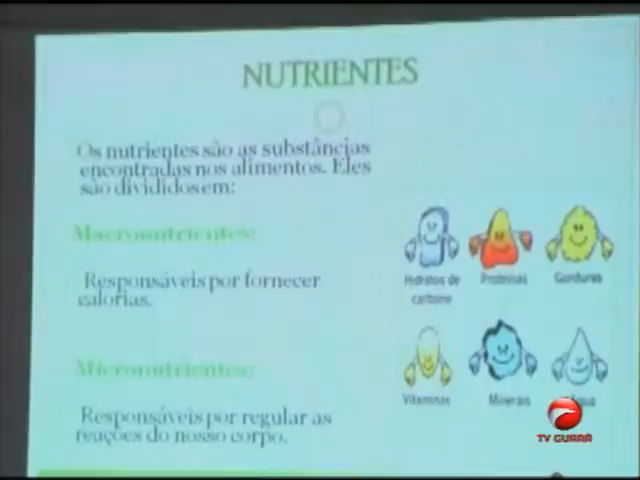 NUTRIENTES
Os nutrientes são as substâncias
encontradas nos alimentos. Eles
são divididos em:
Macronutrientes:
Responsáveis por fornecer
calorias.
Micronutrientes:
Responsáveis por regular as
reações do nosso corpo.
Hidratos de
carbono
Proteínas
Gorduras
Vitaminas
Minerais
Água
TV GUARÁ